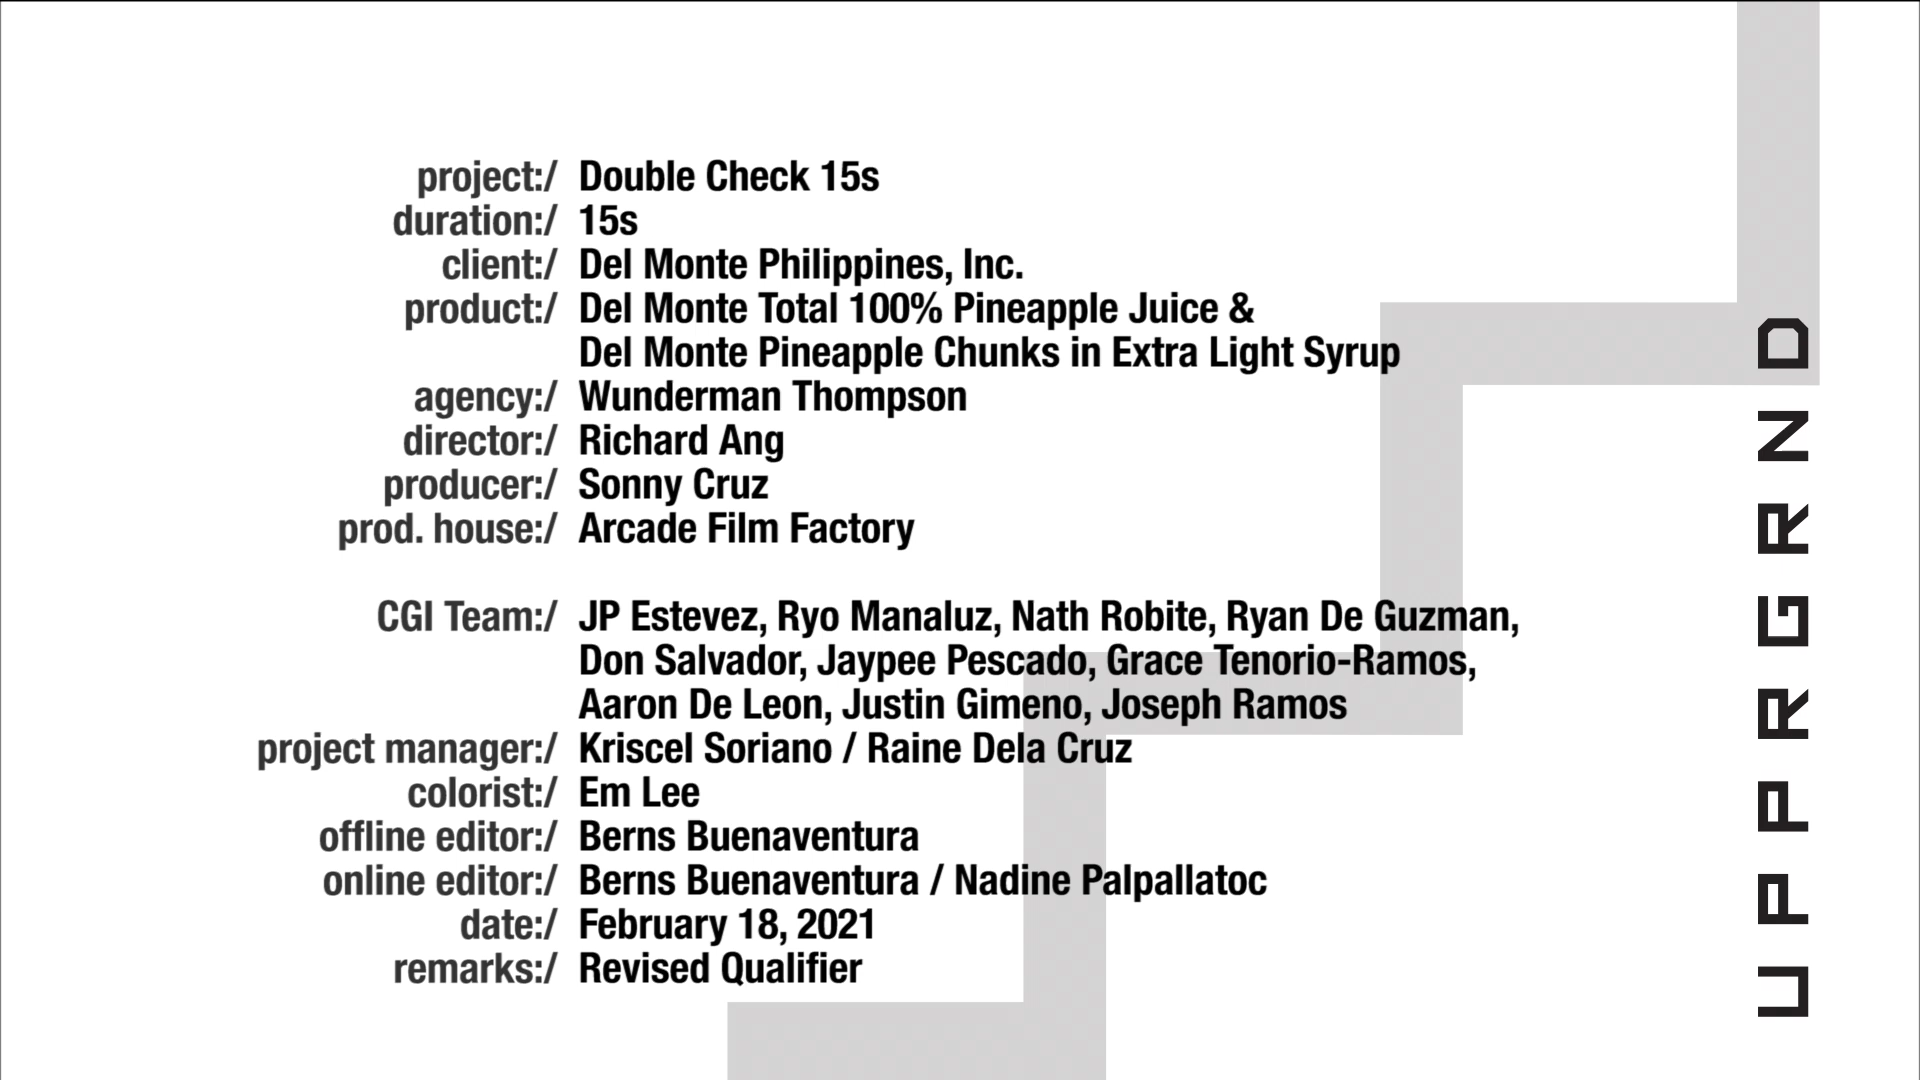 project:/ Double Check 15s
duration:/ 15s
client:/ Del Monte Philippines, Inc.
product:/ Del Monte Total 100% Pineapple Juice &
Del Monte Pineapple Chunks in Extra Light Syrup
agency:/ Wunderman Thompson
director:/ Richard Ang
producer:/ Sonny Cruz
prod. house:/ Arcade Film Factory
CGI Team:/ JP Estevez, Ryo Manaluz, Nath Robite, Ryan De Guzman,
Don Salvador, Jaypee Pescado, Grace Tenorio-Ramos,
Aaron De Leon, Justin Gimeno, Joseph Ramos
project manager:/ Kriscel Soriano / Raine Dela Cruz
colorist:/ Em Lee
offline editor:/ Berns Buenaventura
online editor:/ Berns Buenaventura / Nadine Palpallatoc
date:/ February 18, 2021
remarks:/ Revised Qualifier
UPPRGRND